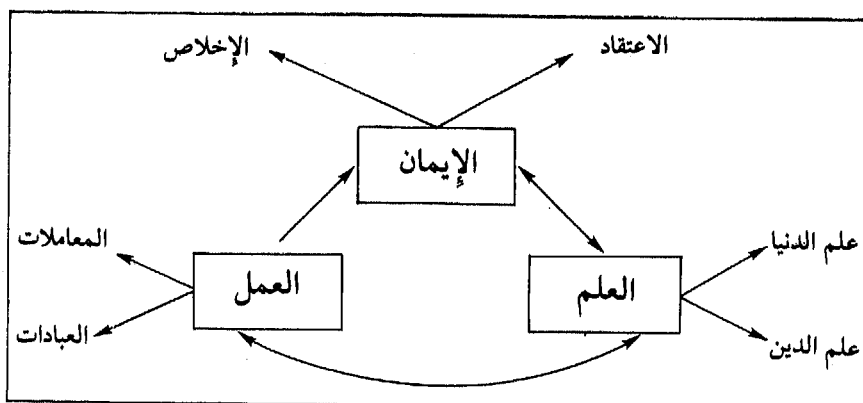 الاعتقاد
الإخلاص
الإيمان
علم الدنيا
العلم
علم الدين
العمل
المعاملات
العبادات